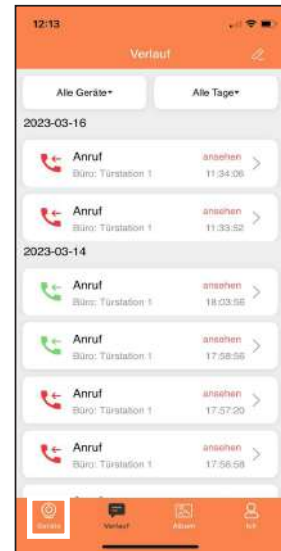 12:13
Verlauf
Alle Geräte
Alle Tage
2023-03-16
Anruf ansehen
Büro: Türstation 1 11:34:06
Anruf ansehen
Büro: Türstation 1 11:33:52
2023-03-14
Anruf ansehen
Büro: Türstation 1 18:03:56
Anruf ansehen
Büro: Türstation 1 17:58:56
Anruf ansehen
Büro: Türstation 1 17:57:20
Anruf ansehen
Büro: Türstation 1 17:56:58
Geräte Verlauf Album Ich